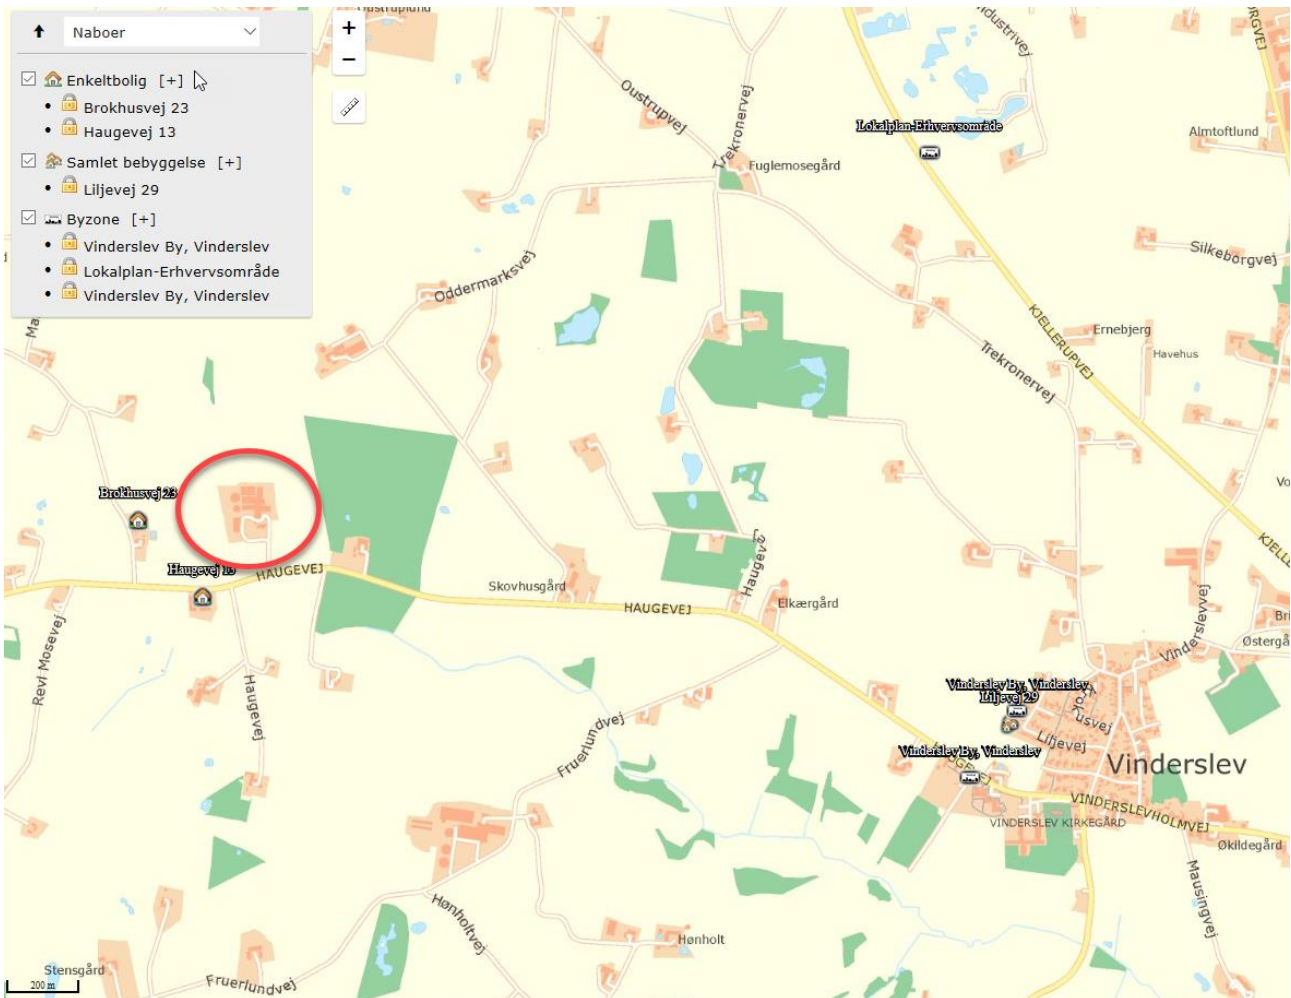 Naboer
Enkeltbolig [+]
Brokhusvej 23
Haugevej 13
Samlet bebyggelse [+]
Liljevej 29
Byzone [+]
Vinderslev By, Vinderslev
Lokalplan-Erhvervsområde
Vinderslev By, Vinderslev
+
−
Oustrupvej
Trekronervej
Fuglemosegård
Lokalplan-Erhvervsområde
Almtoftlund
Silkeborgvej
Oddermarksvej
KJELLERUPVEJ
Ernebjerg
Havehus
Trekronervej
Brokhusvej 23
Haugevej 13
HAUGEVEJ
Skovhusgård
HAUGEVEJ
Haugevej
Elkærgård
Revl Mosevej
Haugevej
Fruerlundvej
Vinderslevvej
Vinderslev By, Vinderslev
Liljevej 29
Krokusvej
Liljevej
Vinderslev By, Vinderslev
Vinderslev
VINDERSLEVHOLMVEJ
VINDERSLEV KIRKEGÅRD
Økildegård
Mausingvej
Hønholtvej
Hønholt
Stensgård
Fruerlundvej
200 m